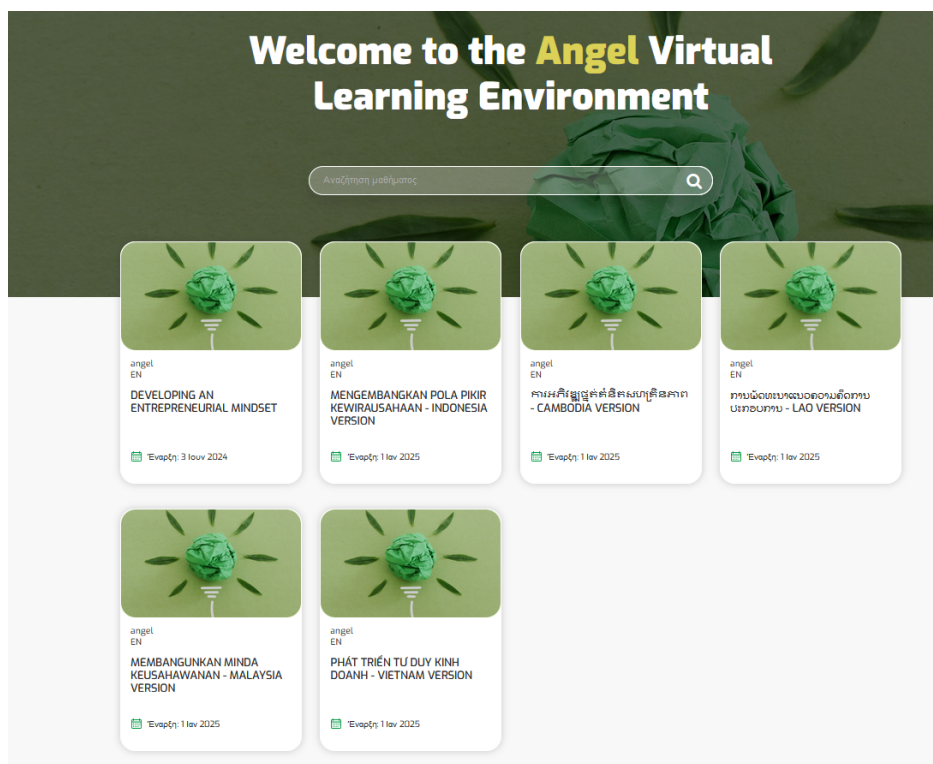 Welcome to the Angel Virtual
Learning Environment
Αναζήτηση μαθήματος
angel
EN
DEVELOPING AN
ENTREPRENEURIAL MINDSET
Έναρξη: 3 Ιουν 2024
angel
EN
MENGEMBANGKAN POLA PIKIR
KEWIRAUSAHAAN - INDONESIA
VERSION
Έναρξη: 1 Ιαν 2025
angel
EN
ការអភិវឌ្ឍផ្នត់គំនិតសហគ្រិនភាព
- CAMBODIA VERSION
Έναρξη: 1 Ιαν 2025
angel
EN
ການພັດທະນາແນວຄວາມຄິດການ
ປະກອບການ - LAO VERSION
Έναρξη: 1 Ιαν 2025
angel
EN
MEMBANGUNKAN MINDA
KEUSAHAWANAN - MALAYSIA
VERSION
Έναρξη: 1 Ιαν 2025
angel
EN
PHÁT TRIỂN TƯ DUY KINH
DOANH - VIETNAM VERSION
Έναρξη: 1 Ιαν 2025